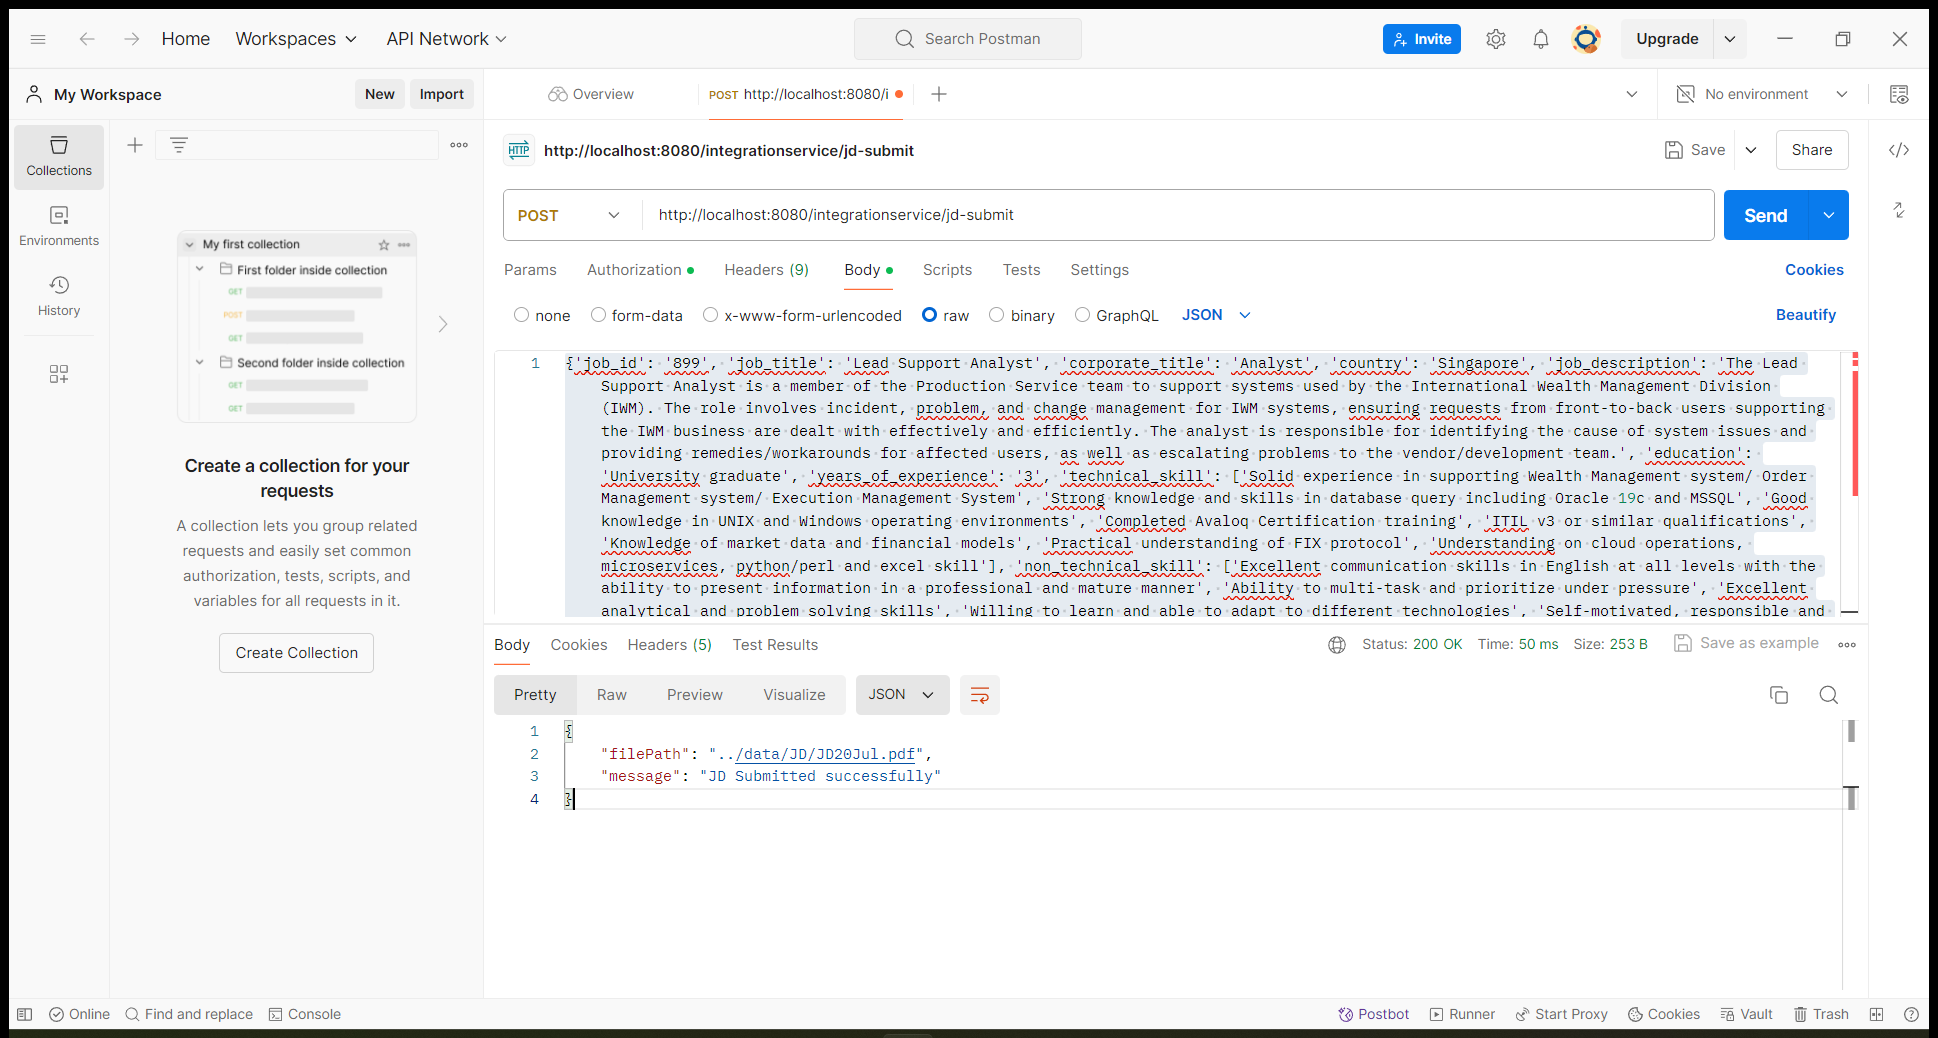 Home
Workspaces
API Network
Search Postman
Invite
Upgrade
My Workspace
New
Import
Overview
POST http://localhost:8080/i
No environment
Collections
Environments
History
My first collection
First folder inside collection
GET
POST
GET
Second folder inside collection
GET
GET
Create a collection for your
requests
A collection lets you group related
requests and easily set common
authorization, tests, scripts, and
variables for all requests in it.
Create Collection
HTTP
http://localhost:8080/integrationservice/jd-submit
Save
Share
POST
http://localhost:8080/integrationservice/jd-submit
Send
Params
Authorization
Headers (9)
Body
Scripts
Tests
Settings
Cookies
none
form-data
x-www-form-urlencoded
raw
binary
GraphQL
JSON
Beautify
1 {'job_id': '899', 'job_title': 'Lead Support Analyst', 'corporate_title': 'Analyst', 'country': 'Singapore', 'job_description': 'The Lead
Support Analyst is a member of the Production Service team to support systems used by the International Wealth Management Division
(IWM). The role involves incident, problem, and change management for IWM systems, ensuring requests from front-to-back users supporting
the IWM business are dealt with effectively and efficiently. The analyst is responsible for identifying the cause of system issues and
providing remedies/workarounds for affected users, as well as escalating problems to the vendor/development team.', 'education':
'University graduate', 'years_of_experience': '3', 'technical_skill': ['Solid experience in supporting Wealth Management system/ Order
Management system/ Execution Management System', 'Strong knowledge and skills in database query including Oracle 19c and MSSQL', 'Good
knowledge in UNIX and Windows operating environments', 'Completed Avaloq Certification training', 'ITIL v3 or similar qualifications',
'Knowledge of market data and financial models', 'Practical understanding of FIX protocol', 'Understanding on cloud operations,
microservices, python/perl and excel skill'], 'non_technical_skill': ['Excellent communication skills in English at all levels with the
ability to present information in a professional and mature manner', 'Ability to multi-task and prioritize under pressure', 'Excellent
analytical and problem solving skills', 'Willing to learn and able to adapt to different technologies', 'Self-motivated, responsible and
Body
Cookies
Headers (5)
Test Results
Status: 200 OK
Time: 50 ms
Size: 253 B
Save as example
Pretty
Raw
Preview
Visualize
JSON
1 {
2 "filePath": "../data/JD/JD20Jul.pdf",
3 "message": "JD Submitted successfully"
4 }
Online
Find and replace
Console
Postbot
Runner
Start Proxy
Cookies
Vault
Trash